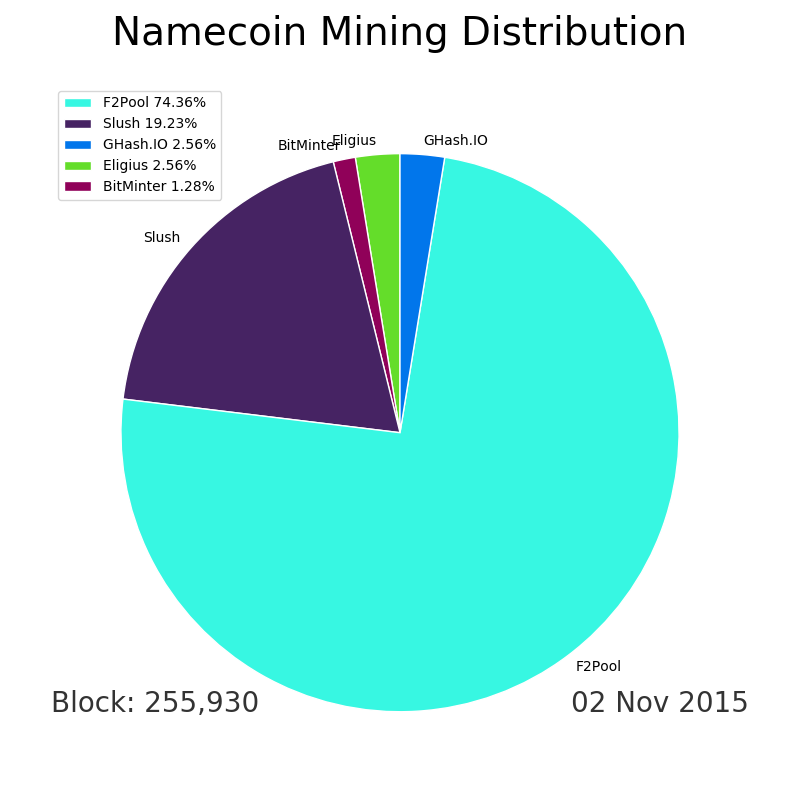 Namecoin Mining Distribution
F2Pool 74.36%
Slush 19.23%
GHash.IO 2.56%
Eligius 2.56%
BitMinter 1.28%
BitMinter
Eligius
GHash.IO
Slush
F2Pool
Block: 255,930
02 Nov 2015